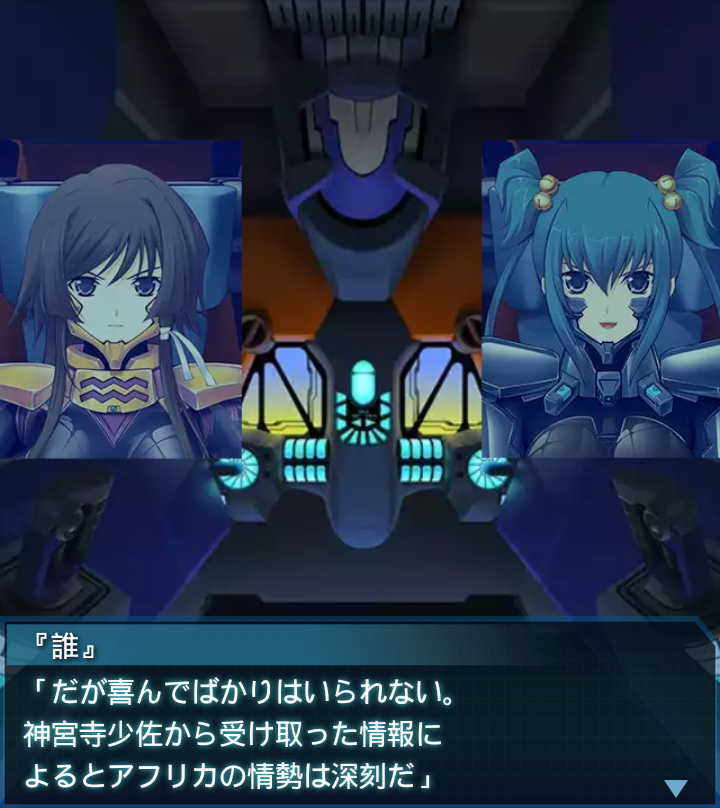 『誰』
「だが喜んでばかりはいられない。
神宮寺少佐から受け取った情報に
よるとアフリカの情勢は深刻だ」